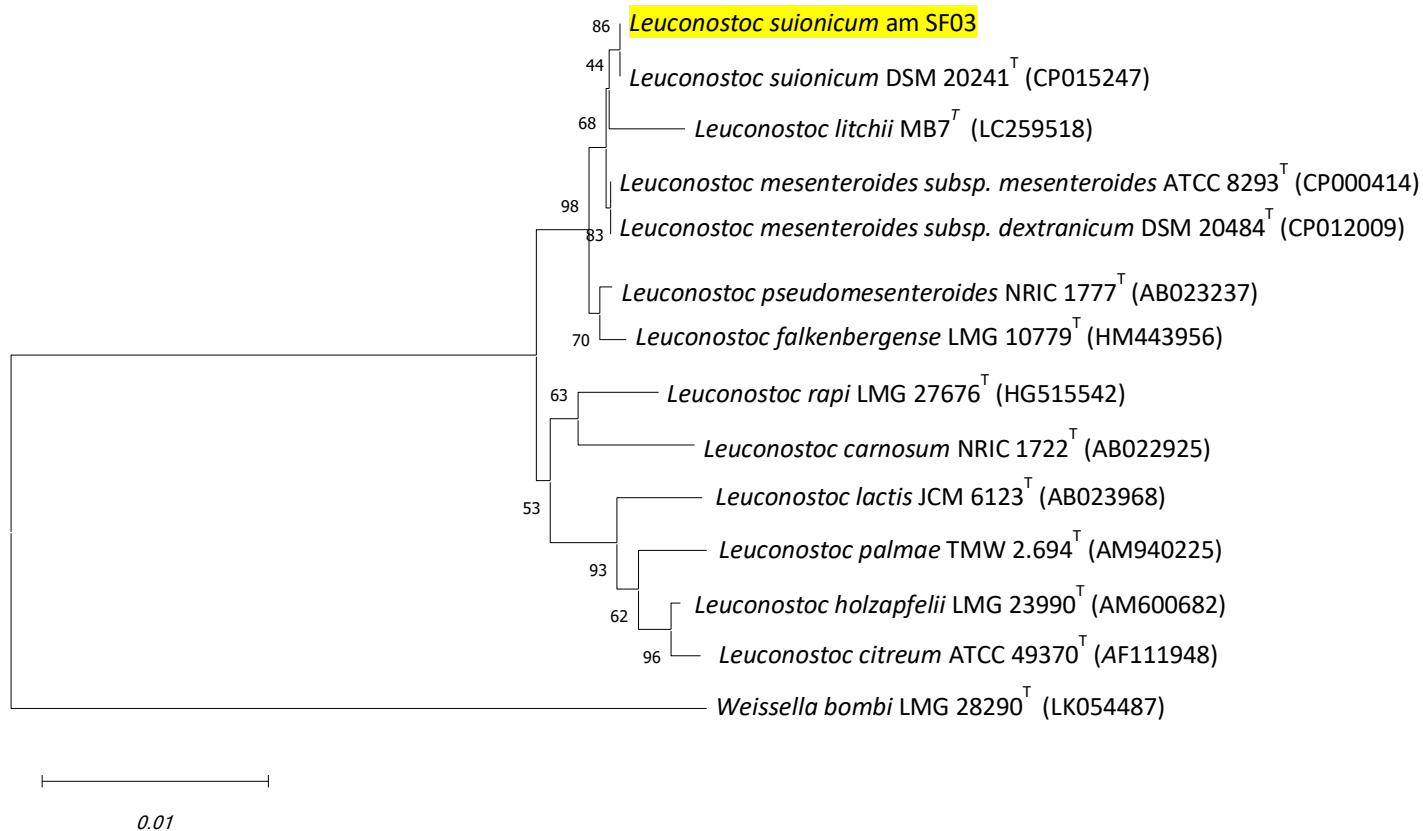 86 Leuconostoc suionicum am SF03
44
Leuconostoc suionicum DSM 20241T (CP015247)
68 Leuconostoc litchii MB7T (LC259518)
Leuconostoc mesenteroides subsp. mesenteroides ATCC 8293T (CP000414)
98
83 Leuconostoc mesenteroides subsp. dextranicum DSM 20484T (CP012009)
Leuconostoc pseudomesenteroides NRIC 1777T (AB023237)
70 Leuconostoc falkenbergense LMG 10779T (HM443956)
63 Leuconostoc rapi LMG 27676T (HG515542)
Leuconostoc carnosum NRIC 1722T (AB022925)
53 Leuconostoc lactis JCM 6123T (AB023968)
Leuconostoc palmae TMW 2.694T (AM940225)
93
62 Leuconostoc holzapfelii LMG 23990T (AM600682)
96 Leuconostoc citreum ATCC 49370T (AF111948)
Weissella bombi LMG 28290T (LK054487)
0.01